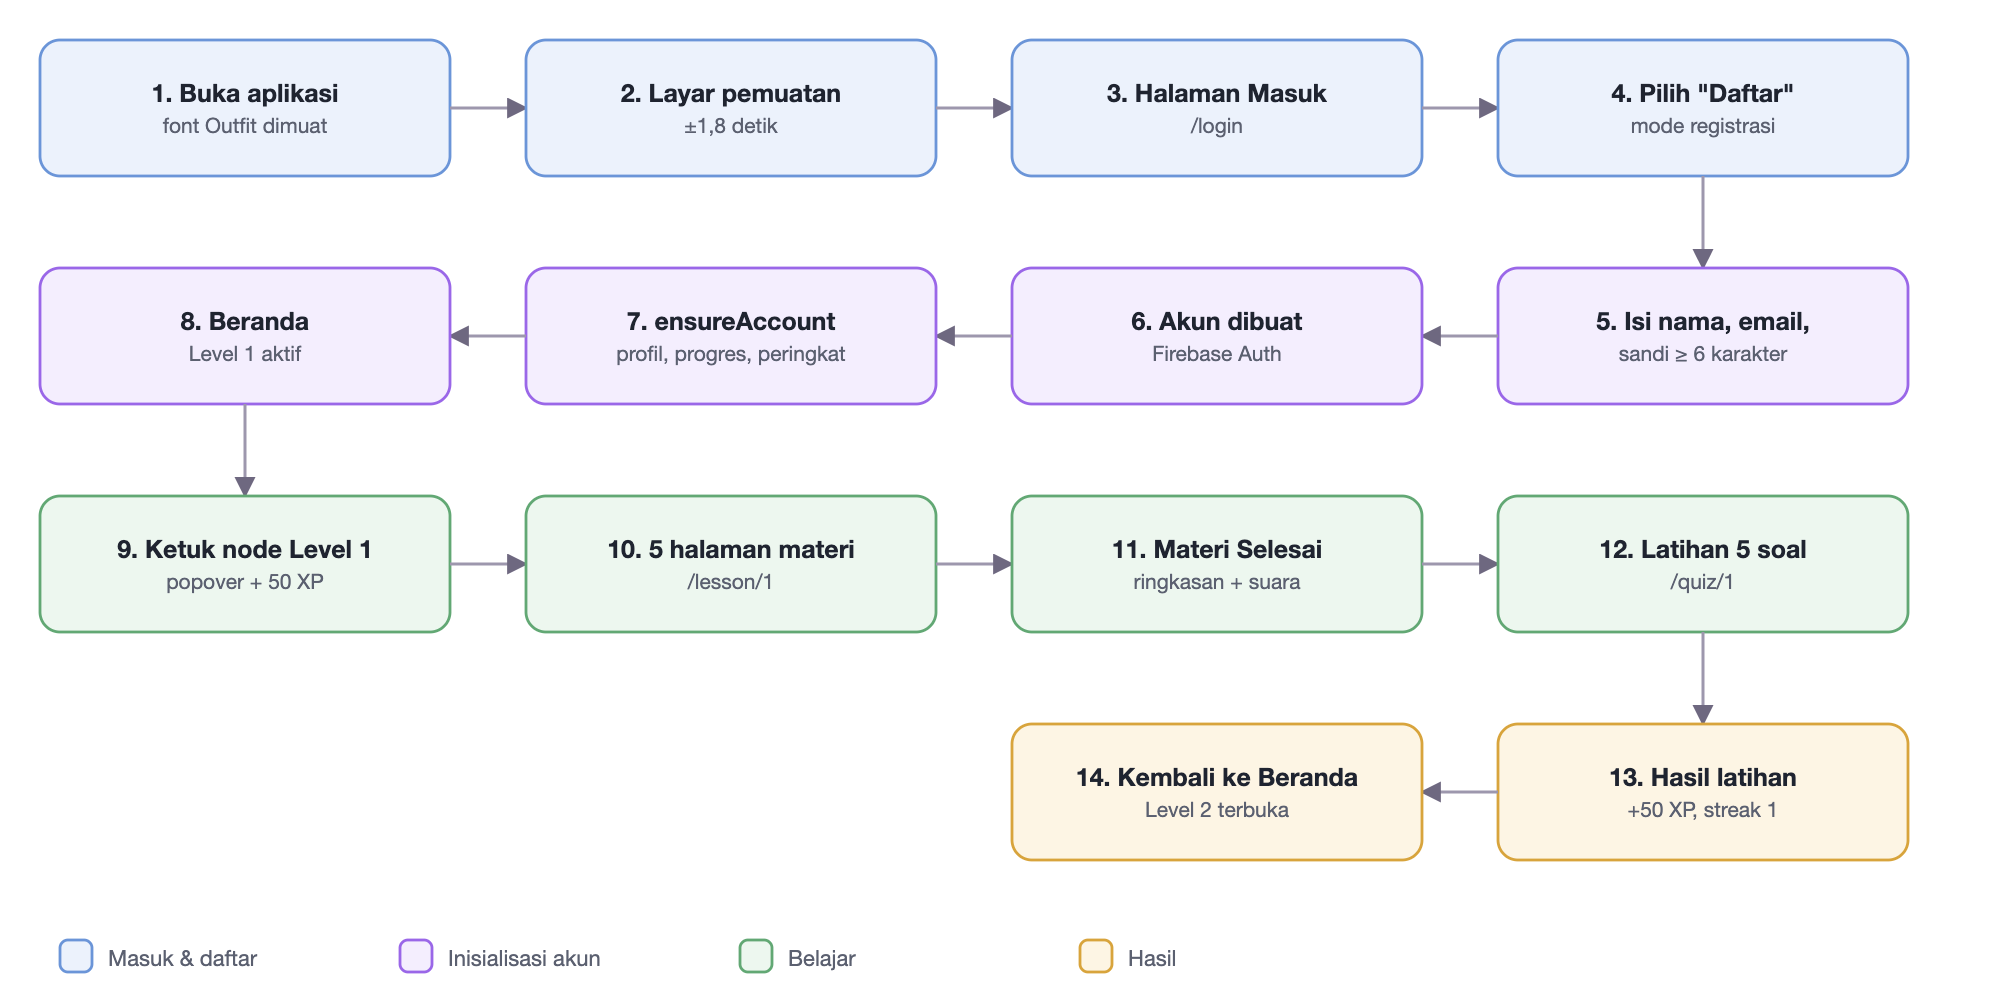 1. Buka aplikasi
font Outfit dimuat
2. Layar pemuatan
±1,8 detik
3. Halaman Masuk
/login
4. Pilih "Daftar"
mode registrasi
5. Isi nama, email,
sandi ≥ 6 karakter
6. Akun dibuat
Firebase Auth
7. ensureAccount
profil, progres, peringkat
8. Beranda
Level 1 aktif
9. Ketuk node Level 1
popover + 50 XP
10. 5 halaman materi
/lesson/1
11. Materi Selesai
ringkasan + suara
12. Latihan 5 soal
/quiz/1
13. Hasil latihan
+50 XP, streak 1
14. Kembali ke Beranda
Level 2 terbuka
Masuk & daftar
Inisialisasi akun
Belajar
Hasil